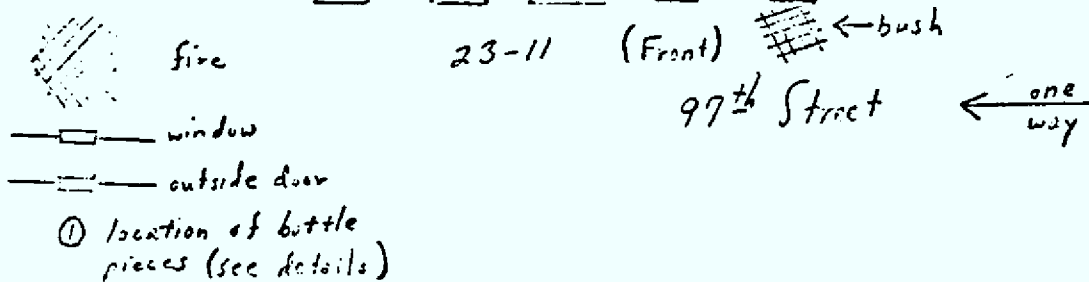 fire
23-11 (Front)
bush
97th Street
one
way
window
outside door
① location of bottle
pieces (see details)